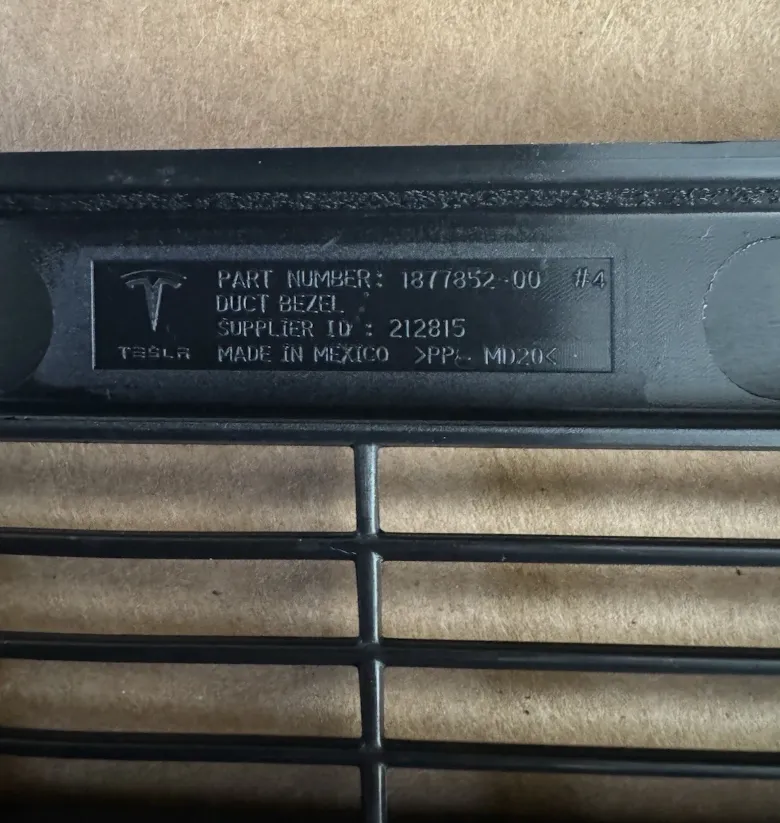 PART NUMBER: 1877852-00 #4
DUCT BEZEL
SUPPLIER ID : 212815
TESLA MADE IN MEXICO >PP- MD20<